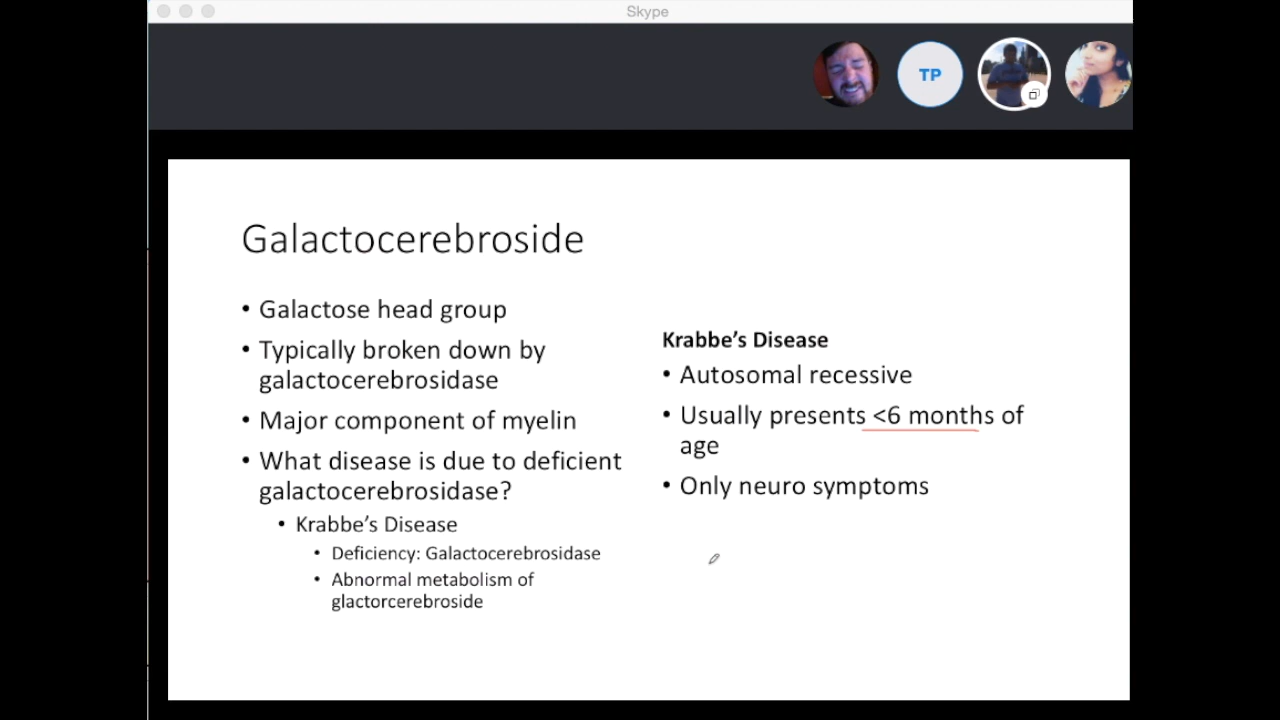 Skype
TP
Galactocerebroside
• Galactose head group
• Typically broken down by
galactocerebrosidase
• Major component of myelin
• What disease is due to deficient
galactocerebrosidase?
• Krabbe’s Disease
• Deficiency: Galactocerebrosidase
• Abnormal metabolism of
glactorcerebroside
Krabbe’s Disease
• Autosomal recessive
• Usually presents <6 months of
age
• Only neuro symptoms